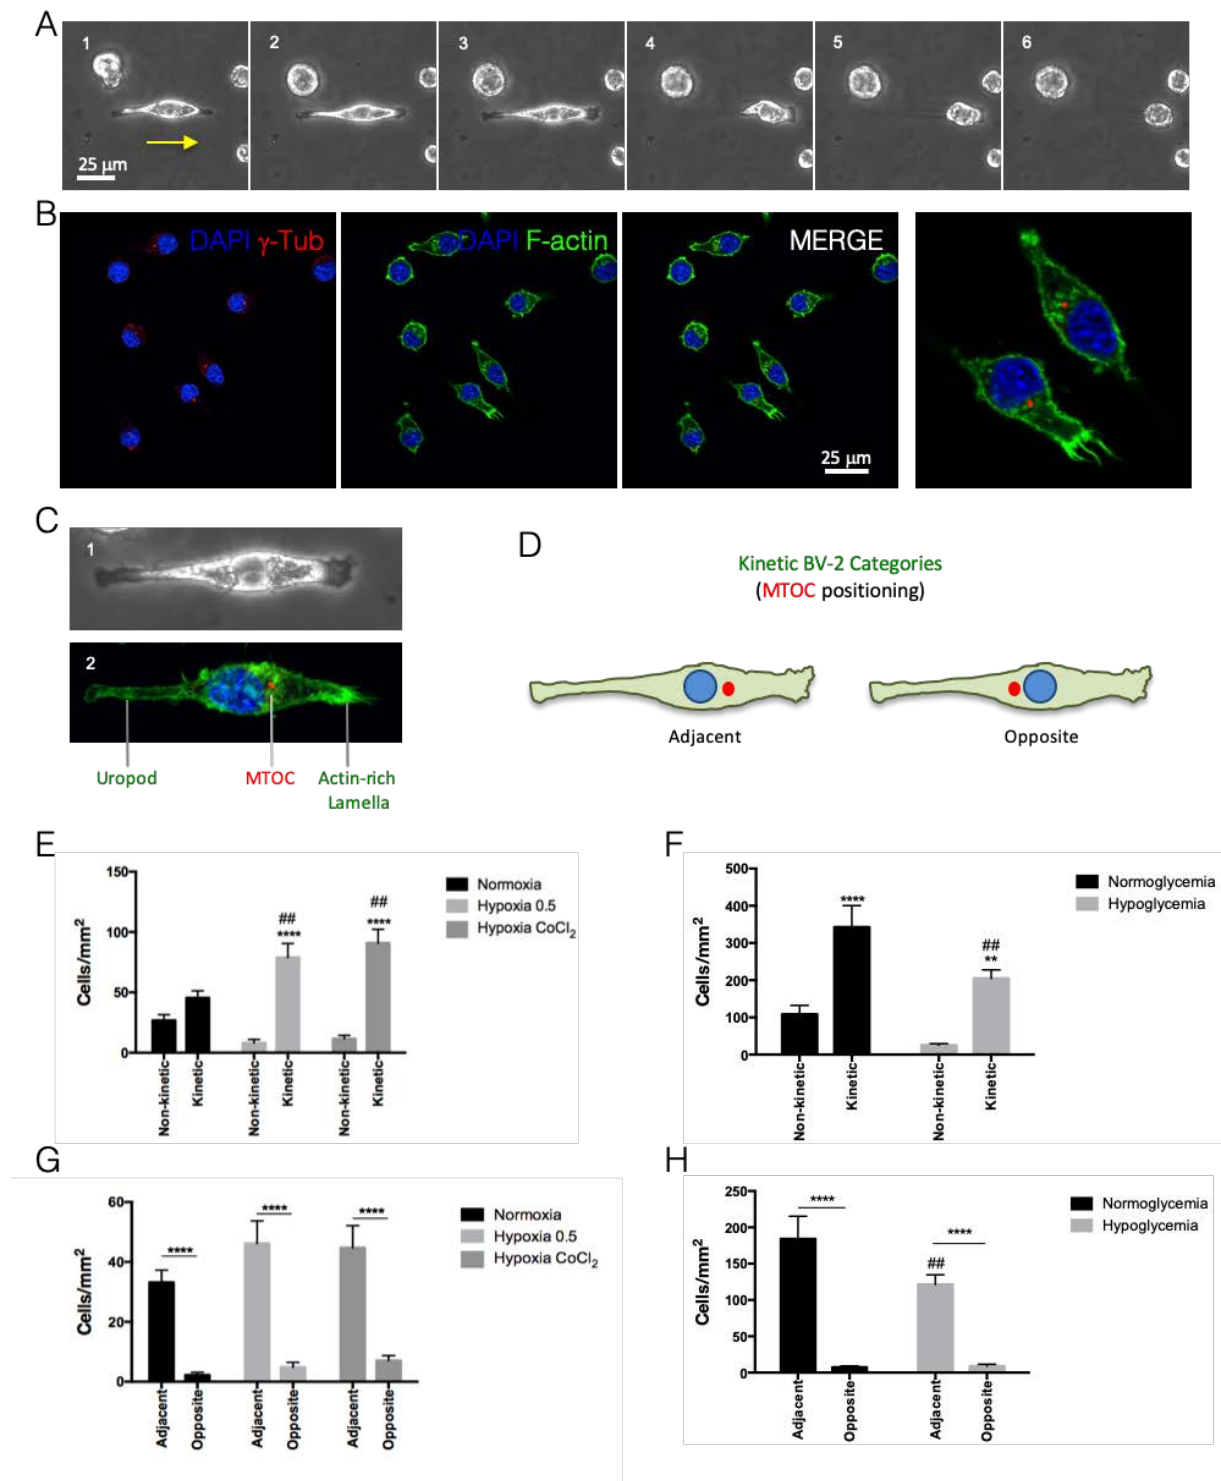 A
1
2
3
4
5
6
25 µm
B
DAPI γ-Tub
DAPI F-actin
MERGE
25 µm
C
1
2
Uropod
MTOC
Actin-rich
Lamella
D
Kinetic BV-2 Categories
(MTOC positioning)
Adjacent
Opposite
E
Cells/mm²
150
100
50
0
##
****
##
****
Non-kinetic
Kinetic
Non-kinetic
Kinetic
Non-kinetic
Kinetic
Normoxia
Hypoxia 0.5
Hypoxia CoCl₂
F
Cells/mm²
500
400
300
200
100
0
****
##
**
Non-kinetic
Kinetic
Non-kinetic
Kinetic
Normoglycemia
Hypoglycemia
G
Cells/mm²
60
40
20
0
****
****
****
Adjacent
Opposite
Adjacent
Opposite
Adjacent
Opposite
Normoxia
Hypoxia 0.5
Hypoxia CoCl₂
H
Cells/mm²
250
200
150
100
50
0
****
##
****
Adjacent
Opposite
Adjacent
Opposite
Normoglycemia
Hypoglycemia